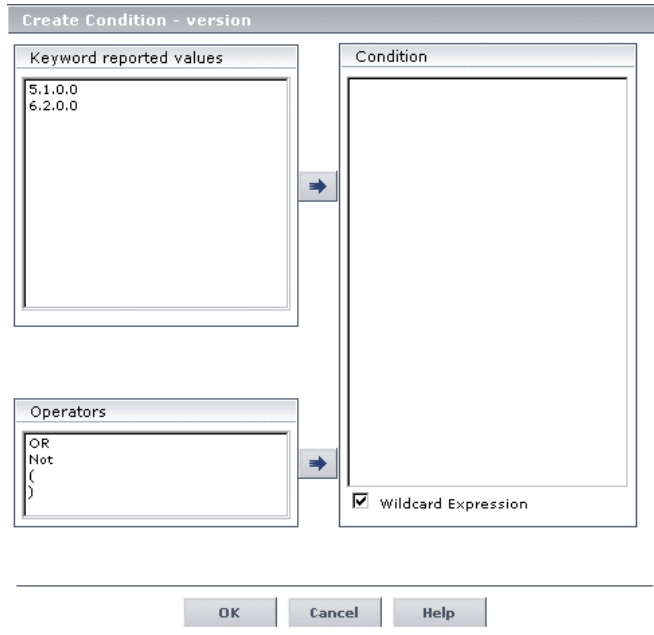 Create Condition - version
Keyword reported values
5.1.0.0
6.2.0.0
Condition
Operators
OR
Not
(
)
Wildcard Expression
OK
Cancel
Help